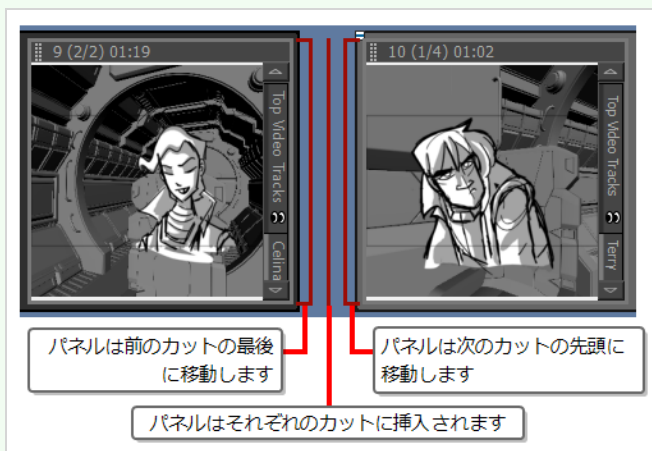 9 (2/2) 01:19
Top Video Tracks
Celina
10 (1/4) 01:02
Top Video Tracks
Terry
パネルは前のカットの最後
に移動します
パネルは次のカットの先頭に
移動します
パネルはそれぞれのカットに挿入されます